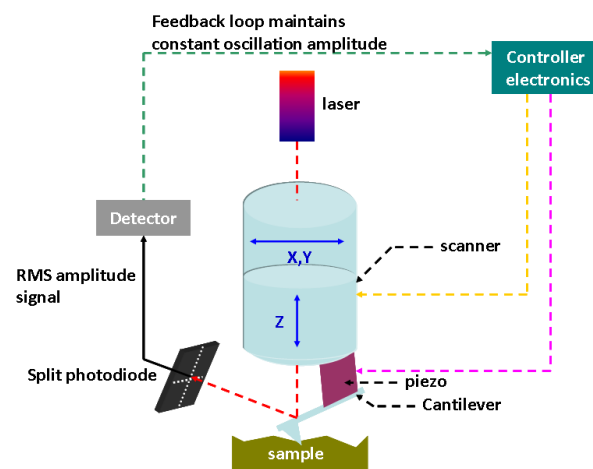 Feedback loop maintains
constant oscillation amplitude
Controller
electronics
laser
Detector
scanner
X,Y
RMS amplitude
signal
Z
Split photodiode
piezo
Cantilever
sample